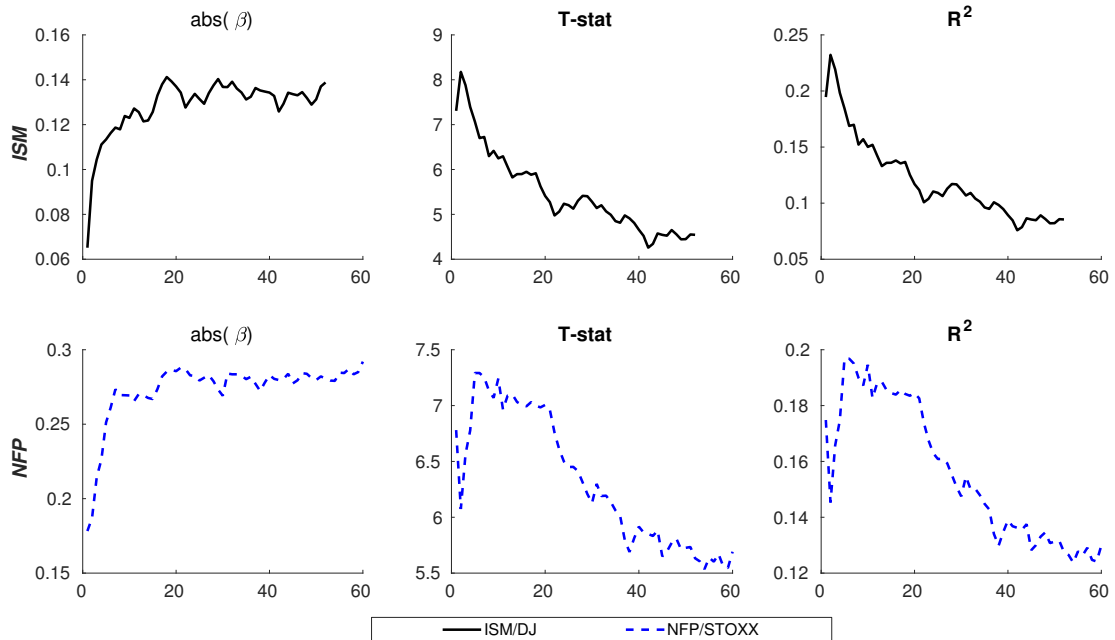 abs( β) T-stat R²
0.16 9 0.25
0.14 8
0.12 7 0.2
0.1 6 0.15
0.08 5 0.1
0.06 4 0.05
ISM
0 20 40 60 0 20 40 60 0 20 40 60
abs( β) T-stat R²
0.3 7.5 0.2
0.25 7 0.18
6.5 0.16
0.2 6 0.14
0.15 5.5 0.12
NFP
0 20 40 60 0 20 40 60 0 20 40 60
ISM/DJ NFP/STOXX